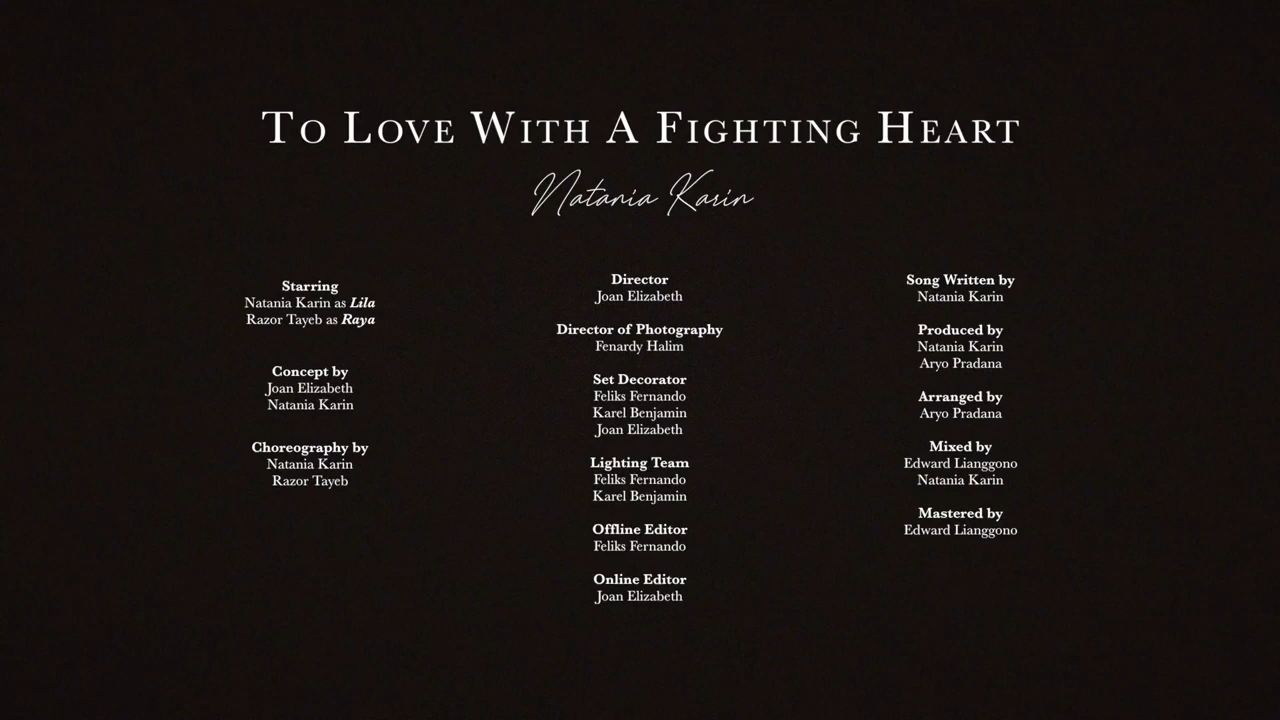 To Love With A Fighting Heart
Natania Karin
Starring
Natania Karin as Lila
Razor Tayeb as Raya
Concept by
Joan Elizabeth
Natania Karin
Choreography by
Natania Karin
Razor Tayeb
Director
Joan Elizabeth
Director of Photography
Fenardy Halim
Set Decorator
Feliks Fernando
Karel Benjamin
Joan Elizabeth
Lighting Team
Feliks Fernando
Karel Benjamin
Offline Editor
Feliks Fernando
Online Editor
Joan Elizabeth
Song Written by
Natania Karin
Produced by
Natania Karin
Aryo Pradana
Arranged by
Aryo Pradana
Mixed by
Edward Lianggono
Natania Karin
Mastered by
Edward Lianggono